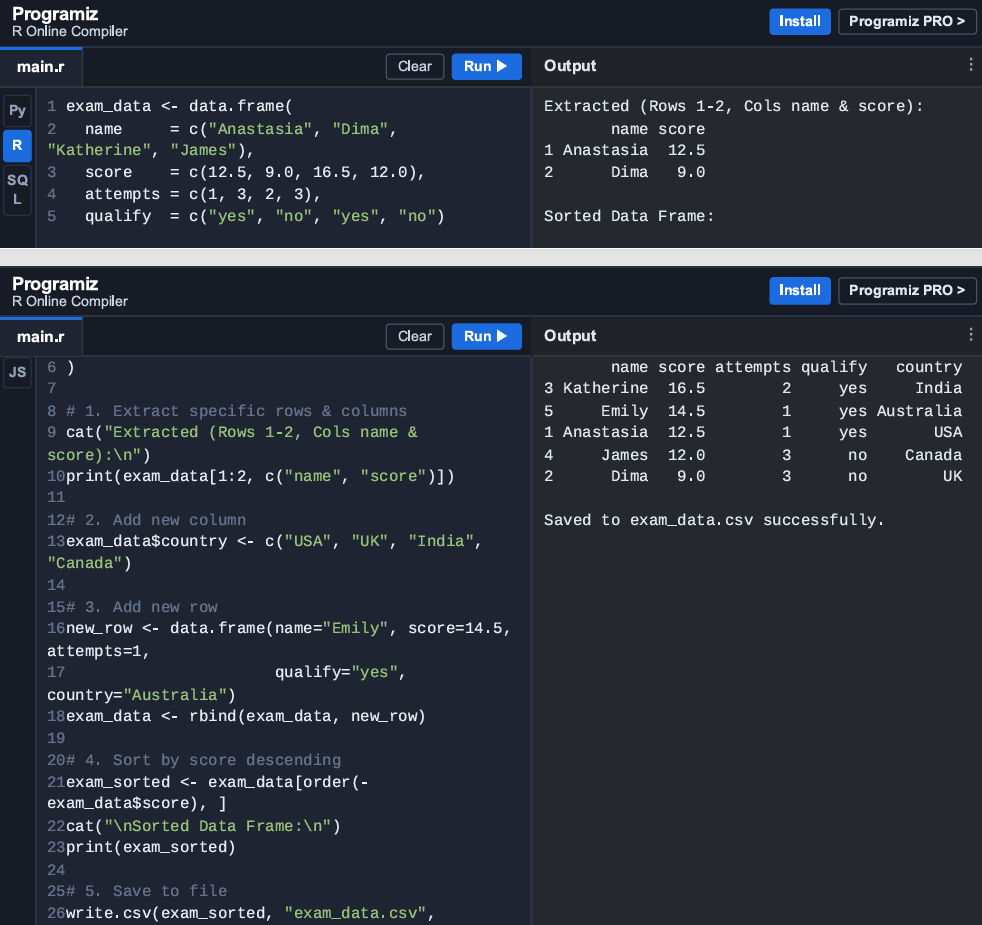 Programiz
R Online Compiler
Install
Programiz PRO >
main.r
Clear
Run
Output
Py
R
SQ
L
1 exam_data <- data.frame(
2   name     = c("Anastasia", "Dima",
"Katherine", "James"),
3   score    = c(12.5, 9.0, 16.5, 12.0),
4   attempts = c(1, 3, 2, 3),
5   qualify  = c("yes", "no", "yes", "no")
Extracted (Rows 1-2, Cols name & score):
       name score
1 Anastasia  12.5
2      Dima   9.0
Sorted Data Frame:
Programiz
R Online Compiler
Install
Programiz PRO >
main.r
Clear
Run
Output
JS
6 )
7
8 # 1. Extract specific rows & columns
9 cat("Extracted (Rows 1-2, Cols name &
score):\n")
10print(exam_data[1:2, c("name", "score")])
11
12# 2. Add new column
13exam_data$country <- c("USA", "UK", "India",
"Canada")
14
15# 3. Add new row
16new_row <- data.frame(name="Emily", score=14.5,
attempts=1,
17                      qualify="yes",
country="Australia")
18exam_data <- rbind(exam_data, new_row)
19
20# 4. Sort by score descending
21exam_sorted <- exam_data[order(-
exam_data$score), ]
22cat("\nSorted Data Frame:\n")
23print(exam_sorted)
24
25# 5. Save to file
26write.csv(exam_sorted, "exam_data.csv",
       name score attempts qualify   country
3 Katherine  16.5        2     yes     India
5     Emily  14.5        1     yes Australia
1 Anastasia  12.5        1     yes       USA
4     James  12.0        3      no    Canada
2      Dima   9.0        3      no        UK
Saved to exam_data.csv successfully.